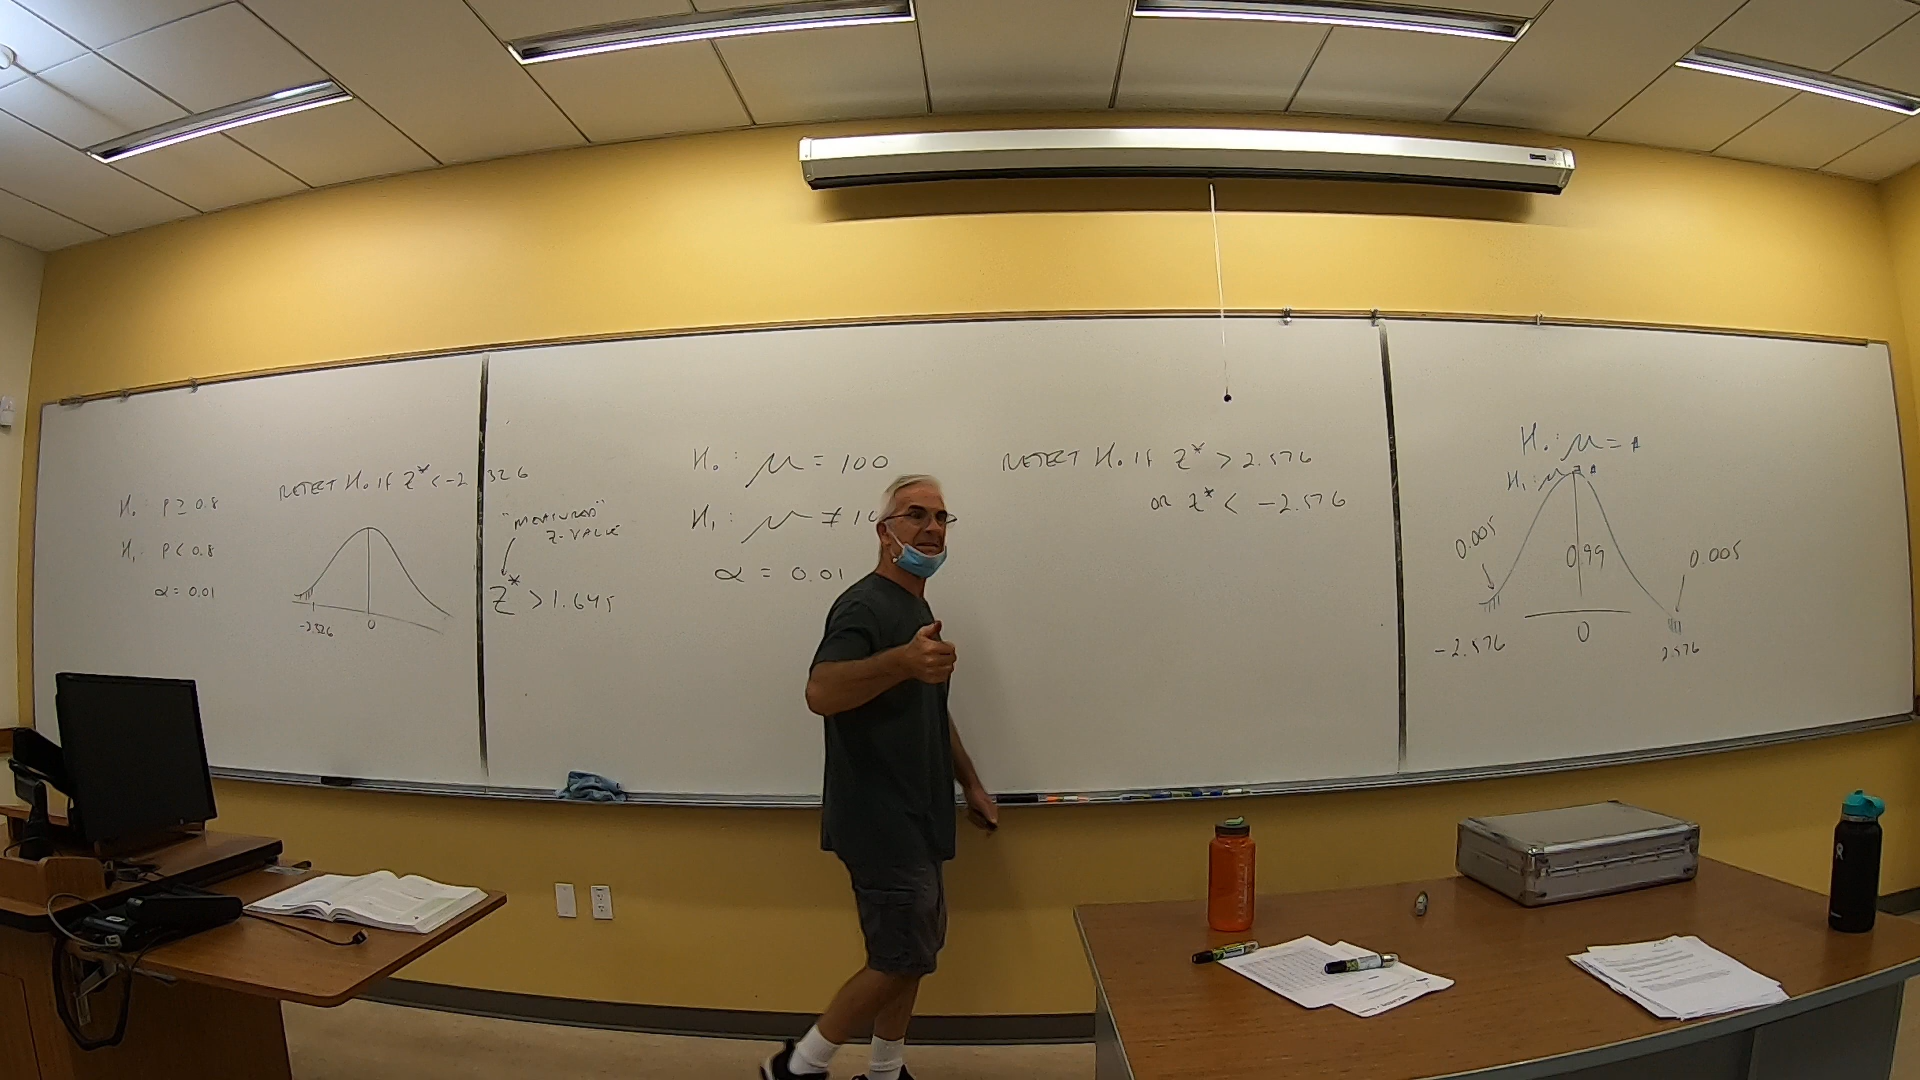 H₀: P ≥ 0.8
H₁: P < 0.8
α = 0.01
REJECT H₀ IF Z* < -2.326
-2.326
0
"MEASURED"
Z-VALUE
Z* > 1.645
H₀: μ = 100
H₁: μ ≠ 10
α = 0.01
REJECT H₀ IF Z* > 2.576
OR Z* < -2.576
H₀: μ = A
H₁: μ
0.005
0.99
0.005
-2.576
0
2.576